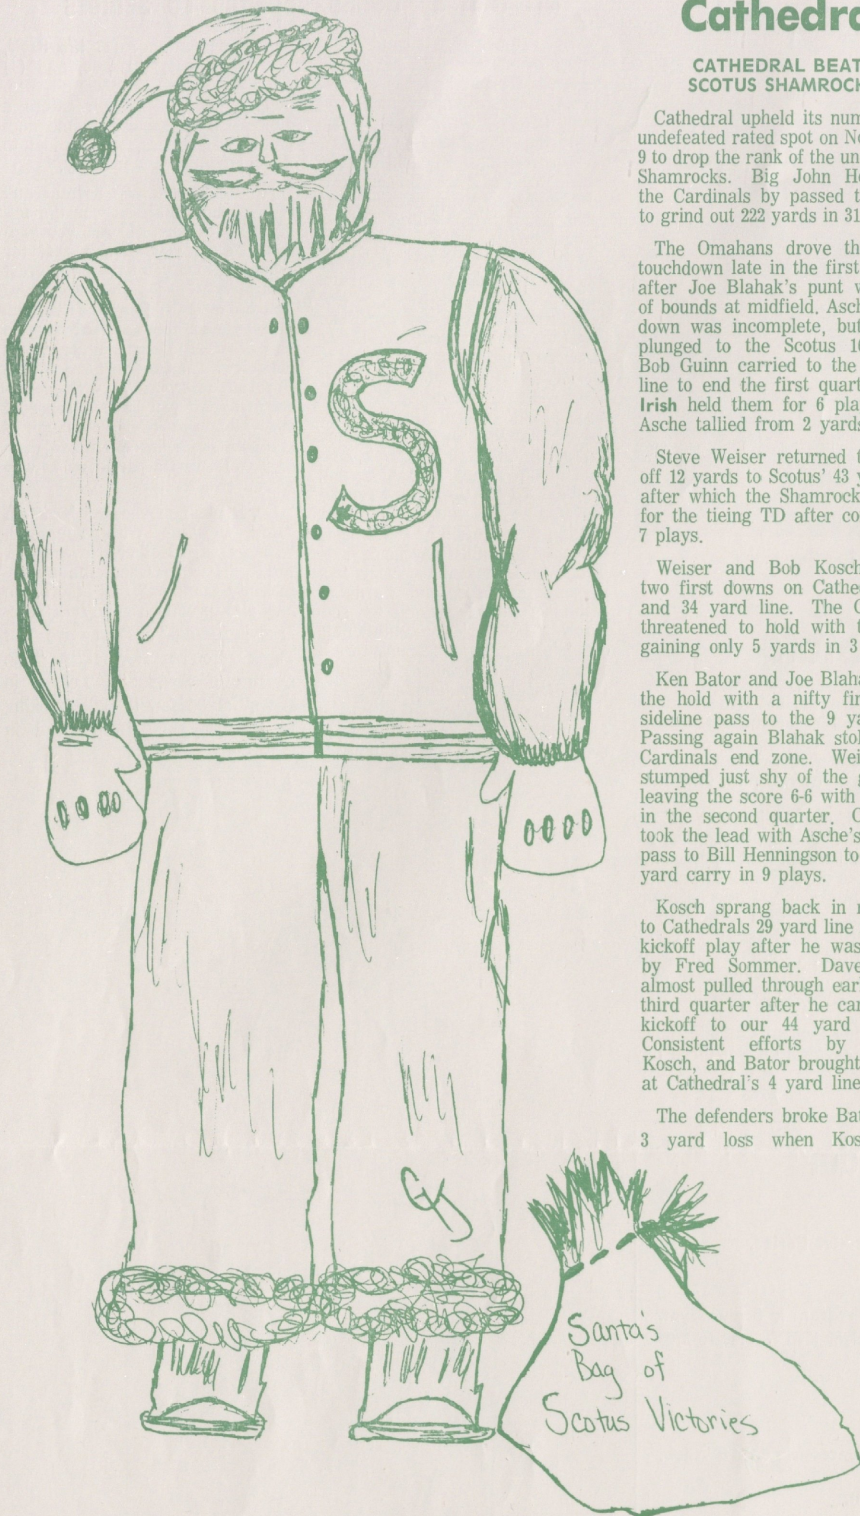 Cathedra
CATHEDRAL BEAT
SCOTUS SHAMROCK
Cathedral upheld its num
undefeated rated spot on No
9 to drop the rank of the un
Shamrocks. Big John He
the Cardinals by passed t
to grind out 222 yards in 31
The Omahans drove th
touchdown late in the first
after Joe Blahak's punt w
of bounds at midfield. Asch
down was incomplete, but
plunged to the Scotus 10
Bob Guinn carried to the
line to end the first quart
Irish held them for 6 pla
Asche tallied from 2 yards
Steve Weiser returned t
off 12 yards to Scotus' 43 y
after which the Shamrock
for the tieing TD after co
7 plays.
Weiser and Bob Kosch
two first downs on Cathe
and 34 yard line. The C
threatened to hold with t
gaining only 5 yards in 3
Ken Bator and Joe Blaha
the hold with a nifty fir
sideline pass to the 9 ya
Passing again Blahak stol
Cardinals end zone. Wei
stumped just shy of the g
leaving the score 6-6 with
in the second quarter. C
took the lead with Asche's
pass to Bill Henningson to
yard carry in 9 plays.
Kosch sprang back in r
to Cathedrals 29 yard line
kickoff play after he was
by Fred Sommer. Dave
almost pulled through ear
third quarter after he car
kickoff to our 44 yard
Consistent efforts by
Kosch, and Bator brought
at Cathedral's 4 yard line
The defenders broke Bat
3 yard loss when Kos
S
Santa's
Bag of
Scotus Victories